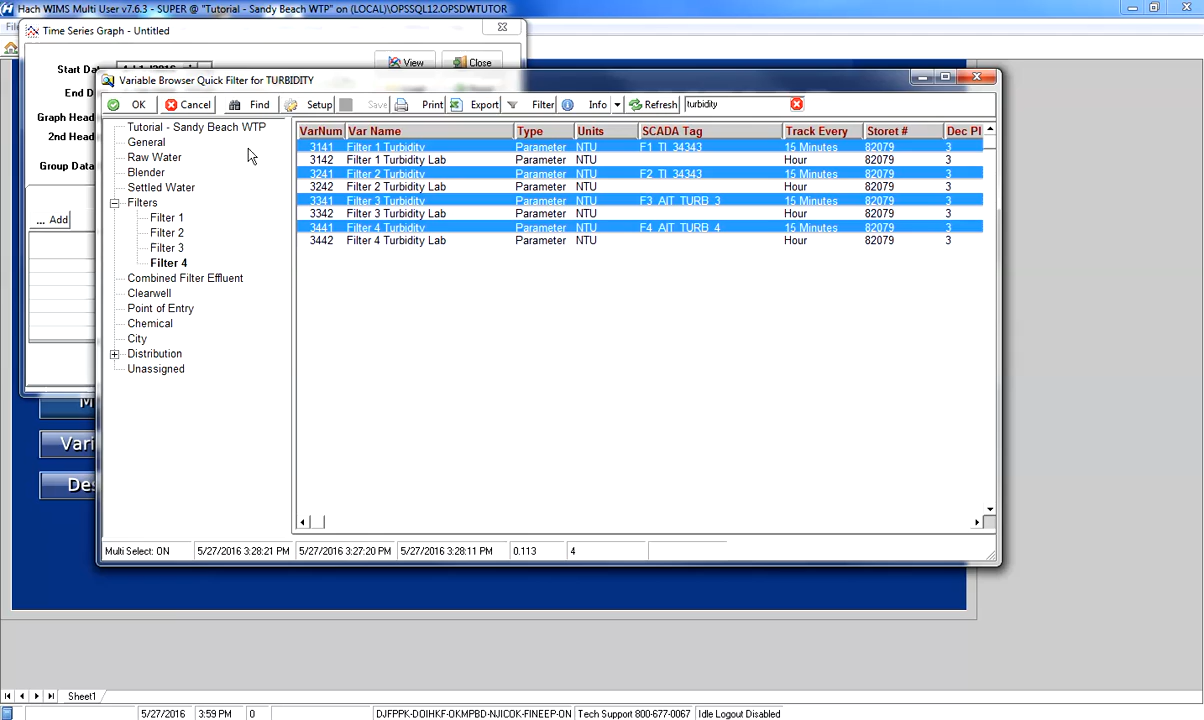 Hach WIMS Multi User v7.6.3 - SUPER @ "Tutorial - Sandy Beach WTP" on (LOCAL)\OPSSQL12.OPSDWTUTOR
Time Series Graph - Untitled
View
Close
Variable Browser Quick Filter for TURBIDITY
OK Cancel Find Setup Save Print Export Filter Info Refresh turbidity
Graph Head
2nd Head
Group Data
... Add
Tutorial - Sandy Beach WTP
General
Raw Water
Blender
Settled Water
Filters
Filter 1
Filter 2
Filter 3
Filter 4
Combined Filter Effluent
Clearwell
Point of Entry
Chemical
City
Distribution
Unassigned
VarNum Var Name Type Units SCADA Tag Track Every Storet # Dec Pl
3141 Filter 1 Turbidity Parameter NTU F1_TI_34343 15 Minutes 82079 3
3142 Filter 1 Turbidity Lab Parameter NTU Hour 82079 3
3241 Filter 2 Turbidity Parameter NTU F2_TI_34343 15 Minutes 82079 3
3242 Filter 2 Turbidity Lab Parameter NTU Hour 82079 3
3341 Filter 3 Turbidity Parameter NTU F3_AIT_TURB_3 15 Minutes 82079 3
3342 Filter 3 Turbidity Lab Parameter NTU Hour 82079 3
3441 Filter 4 Turbidity Parameter NTU F4_AIT_TURB_4 15 Minutes 82079 3
3442 Filter 4 Turbidity Lab Parameter NTU Hour 82079 3
Vari
Des
Multi Select: ON 5/27/2016 3:28:21 PM 5/27/2016 3:27:20 PM 5/27/2016 3:28:11 PM 0.113 4
Sheet1
5/27/2016 3:59 PM 0 DJFPPK-DOIHKF-OKMPBD-NJICOK-FINEEP-ON Tech Support 800-677-0067 Idle Logout Disabled